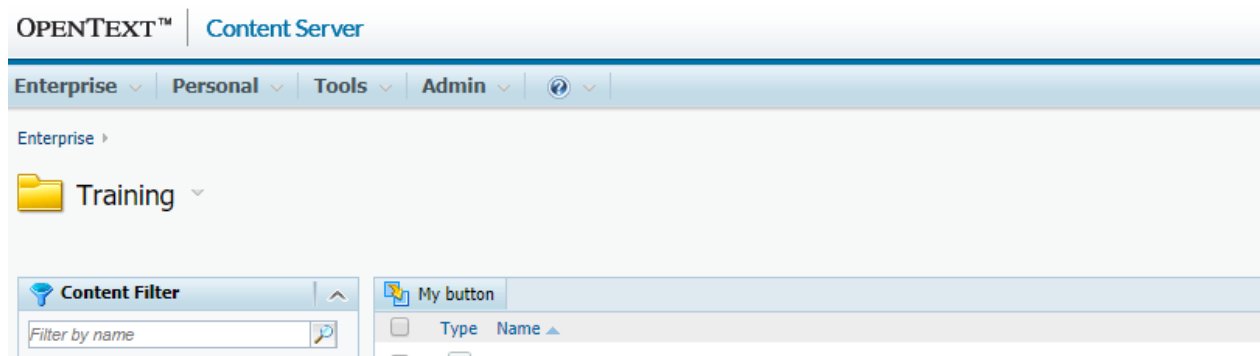 OPENTEXT™ Content Server
Enterprise Personal Tools Admin ?
Enterprise
Training
Content Filter
My button
Filter by name
Type Name